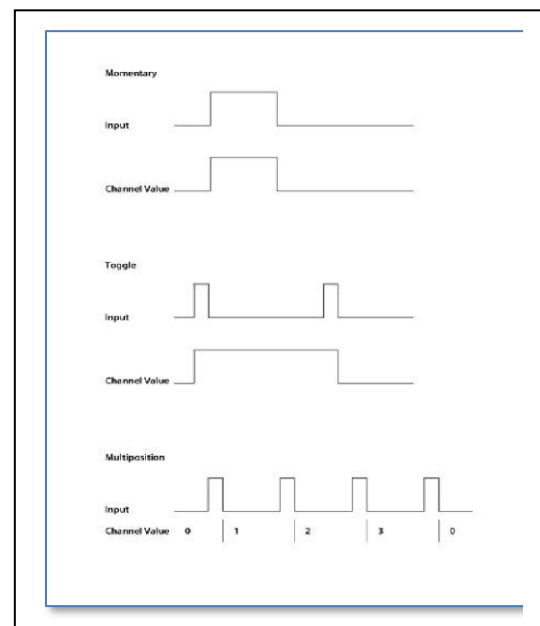 Momentary
Input
Channel Value
Toggle
Input
Channel Value
Multiposition
Input
Channel Value 0 1 2 3 0